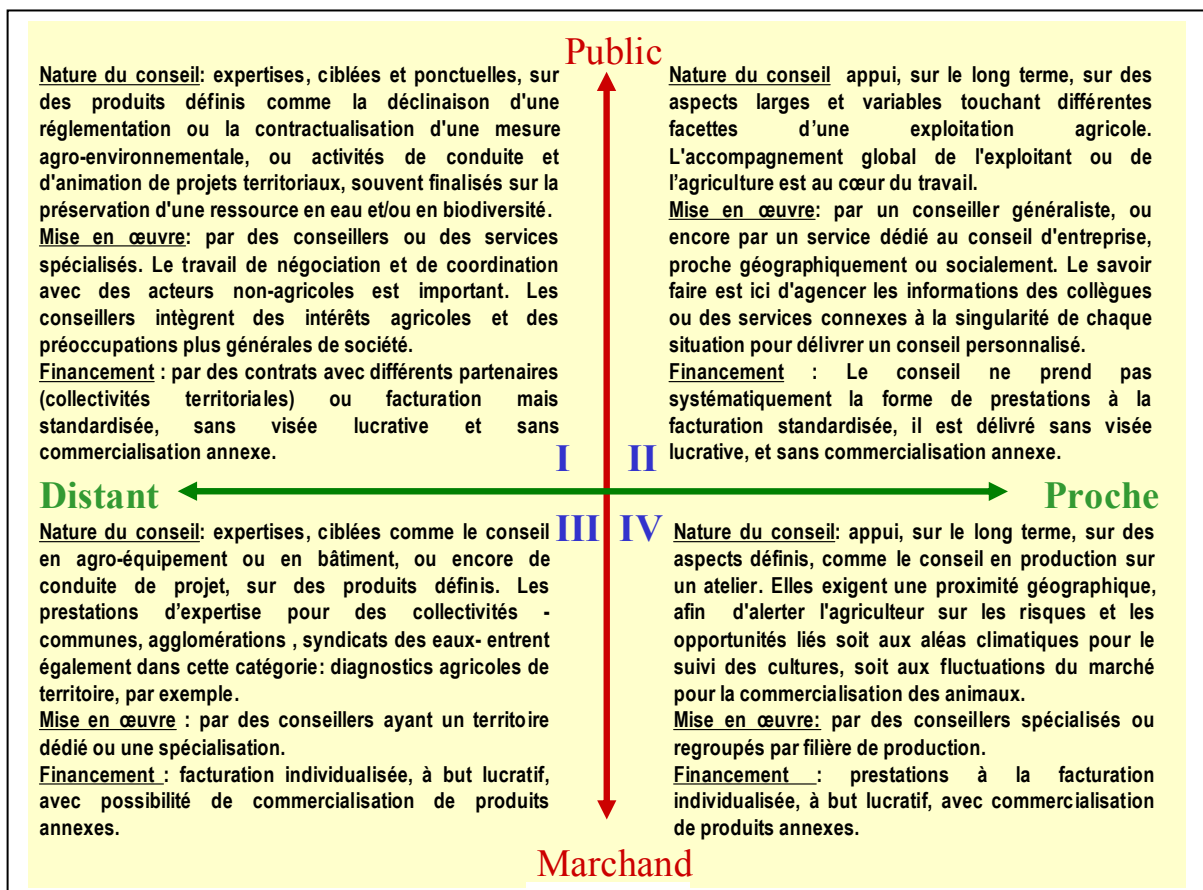 Public
Nature du conseil: expertises, ciblées et ponctuelles, sur
des produits définis comme la déclinaison d'une
réglementation ou la contractualisation d'une mesure
agro-environnementale, ou activités de conduite et
d'animation de projets territoriaux, souvent finalisés sur la
préservation d'une ressource en eau et/ou en biodiversité.
Mise en œuvre: par des conseillers ou des services
spécialisés. Le travail de négociation et de coordination
avec des acteurs non-agricoles est important. Les
conseillers intègrent des intérêts agricoles et des
préoccupations plus générales de société.
Financement : par des contrats avec différents partenaires
(collectivités territoriales) ou facturation mais
standardisée, sans visée lucrative et sans
commercialisation annexe.
I
Nature du conseil appui, sur le long terme, sur des
aspects larges et variables touchant différentes
facettes d’une exploitation agricole.
L'accompagnement global de l'exploitant ou de
l’agriculture est au cœur du travail.
Mise en œuvre: par un conseiller généraliste, ou
encore par un service dédié au conseil d'entreprise,
proche géographiquement ou socialement. Le savoir
faire est ici d'agencer les informations des collègues
ou des services connexes à la singularité de chaque
situation pour délivrer un conseil personnalisé.
Financement : Le conseil ne prend pas
systématiquement la forme de prestations à la
facturation standardisée, il est délivré sans visée
lucrative, et sans commercialisation annexe.
II
Distant
Proche
Nature du conseil: expertises, ciblées comme le conseil
en agro-équipement ou en bâtiment, ou encore de
conduite de projet, sur des produits définis. Les
prestations d’expertise pour des collectivités -
communes, agglomérations , syndicats des eaux- entrent
également dans cette catégorie: diagnostics agricoles de
territoire, par exemple.
Mise en œuvre : par des conseillers ayant un territoire
dédié ou une spécialisation.
Financement : facturation individualisée, à but lucratif,
avec possibilité de commercialisation de produits
annexes.
III
IV
Nature du conseil: appui, sur le long terme, sur des
aspects définis, comme le conseil en production sur
un atelier. Elles exigent une proximité géographique,
afin d'alerter l'agriculteur sur les risques et les
opportunités liés soit aux aléas climatiques pour le
suivi des cultures, soit aux fluctuations du marché
pour la commercialisation des animaux.
Mise en œuvre: par des conseillers spécialisés ou
regroupés par filière de production.
Financement : prestations à la facturation
individualisée, à but lucratif, avec commercialisation
de produits annexes.
Marchand